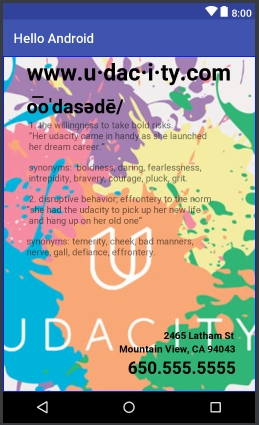 8:00
Hello Android
www.u·dac·i·ty.com
o͞oˈdasədē/
1. the willingness to take bold risks.
"Her udacity came in handy as she launched
her dream career."
synonyms: boldness, daring, fearlessness,
intrepidity, bravery, courage, pluck, grit.
2. disruptive behavior; effrontery to the norm
"she had the udacity to pick up her new life
and hang up on her old one"
synonyms: temerity, cheek, bad manners,
nerve, gall, defiance, effrontery.
UDACITY
2465 Latham St
Mountain View, CA 94043
650.555.5555